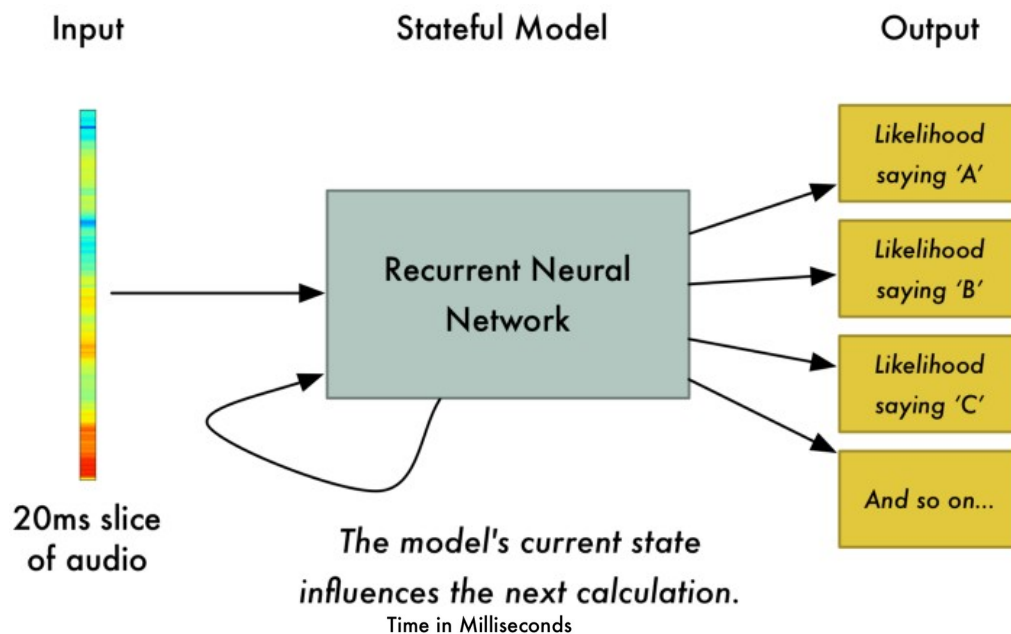 Input
Stateful Model
Output
20ms slice
of audio
Recurrent Neural
Network
The model's current state
influences the next calculation.
Time in Milliseconds
Likelihood
saying ‘A’
Likelihood
saying ‘B’
Likelihood
saying ‘C’
And so on...